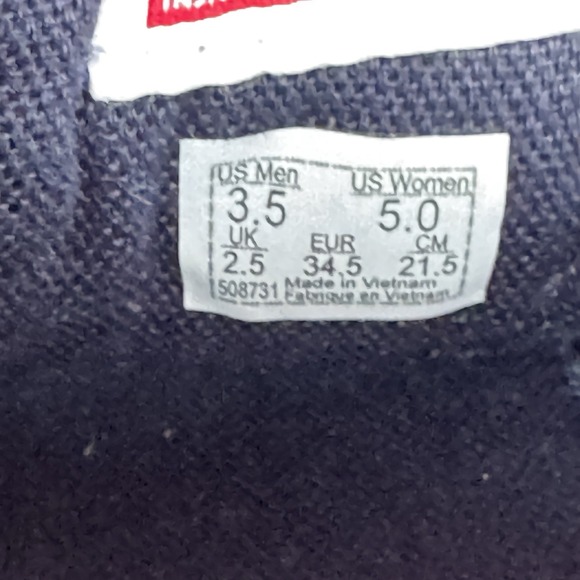 US Men US Women
3.5 5.0
UK EUR CM
2.5 34.5 21.5
508731 Made in Vietnam
Fabrique en Vietnam